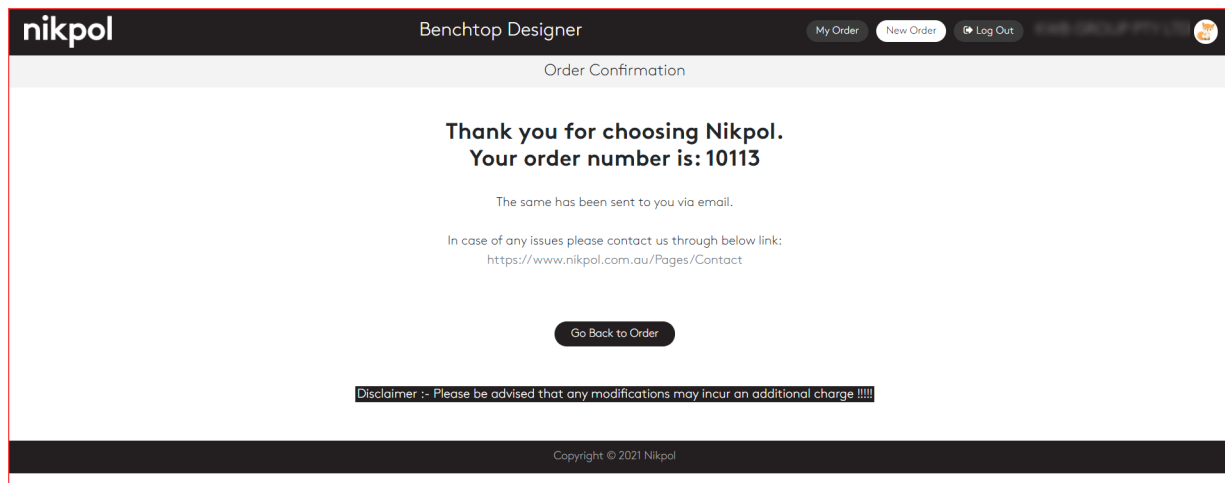 nikpol
Benchtop Designer
My Order
New Order
Log Out
Order Confirmation
Thank you for choosing Nikpol.
Your order number is: 10113
The same has been sent to you via email.
In case of any issues please contact us through below link:
https://www.nikpol.com.au/Pages/Contact
Go Back to Order
Disclaimer :- Please be advised that any modifications may incur an additional charge !!!!!
Copyright © 2021 Nikpol